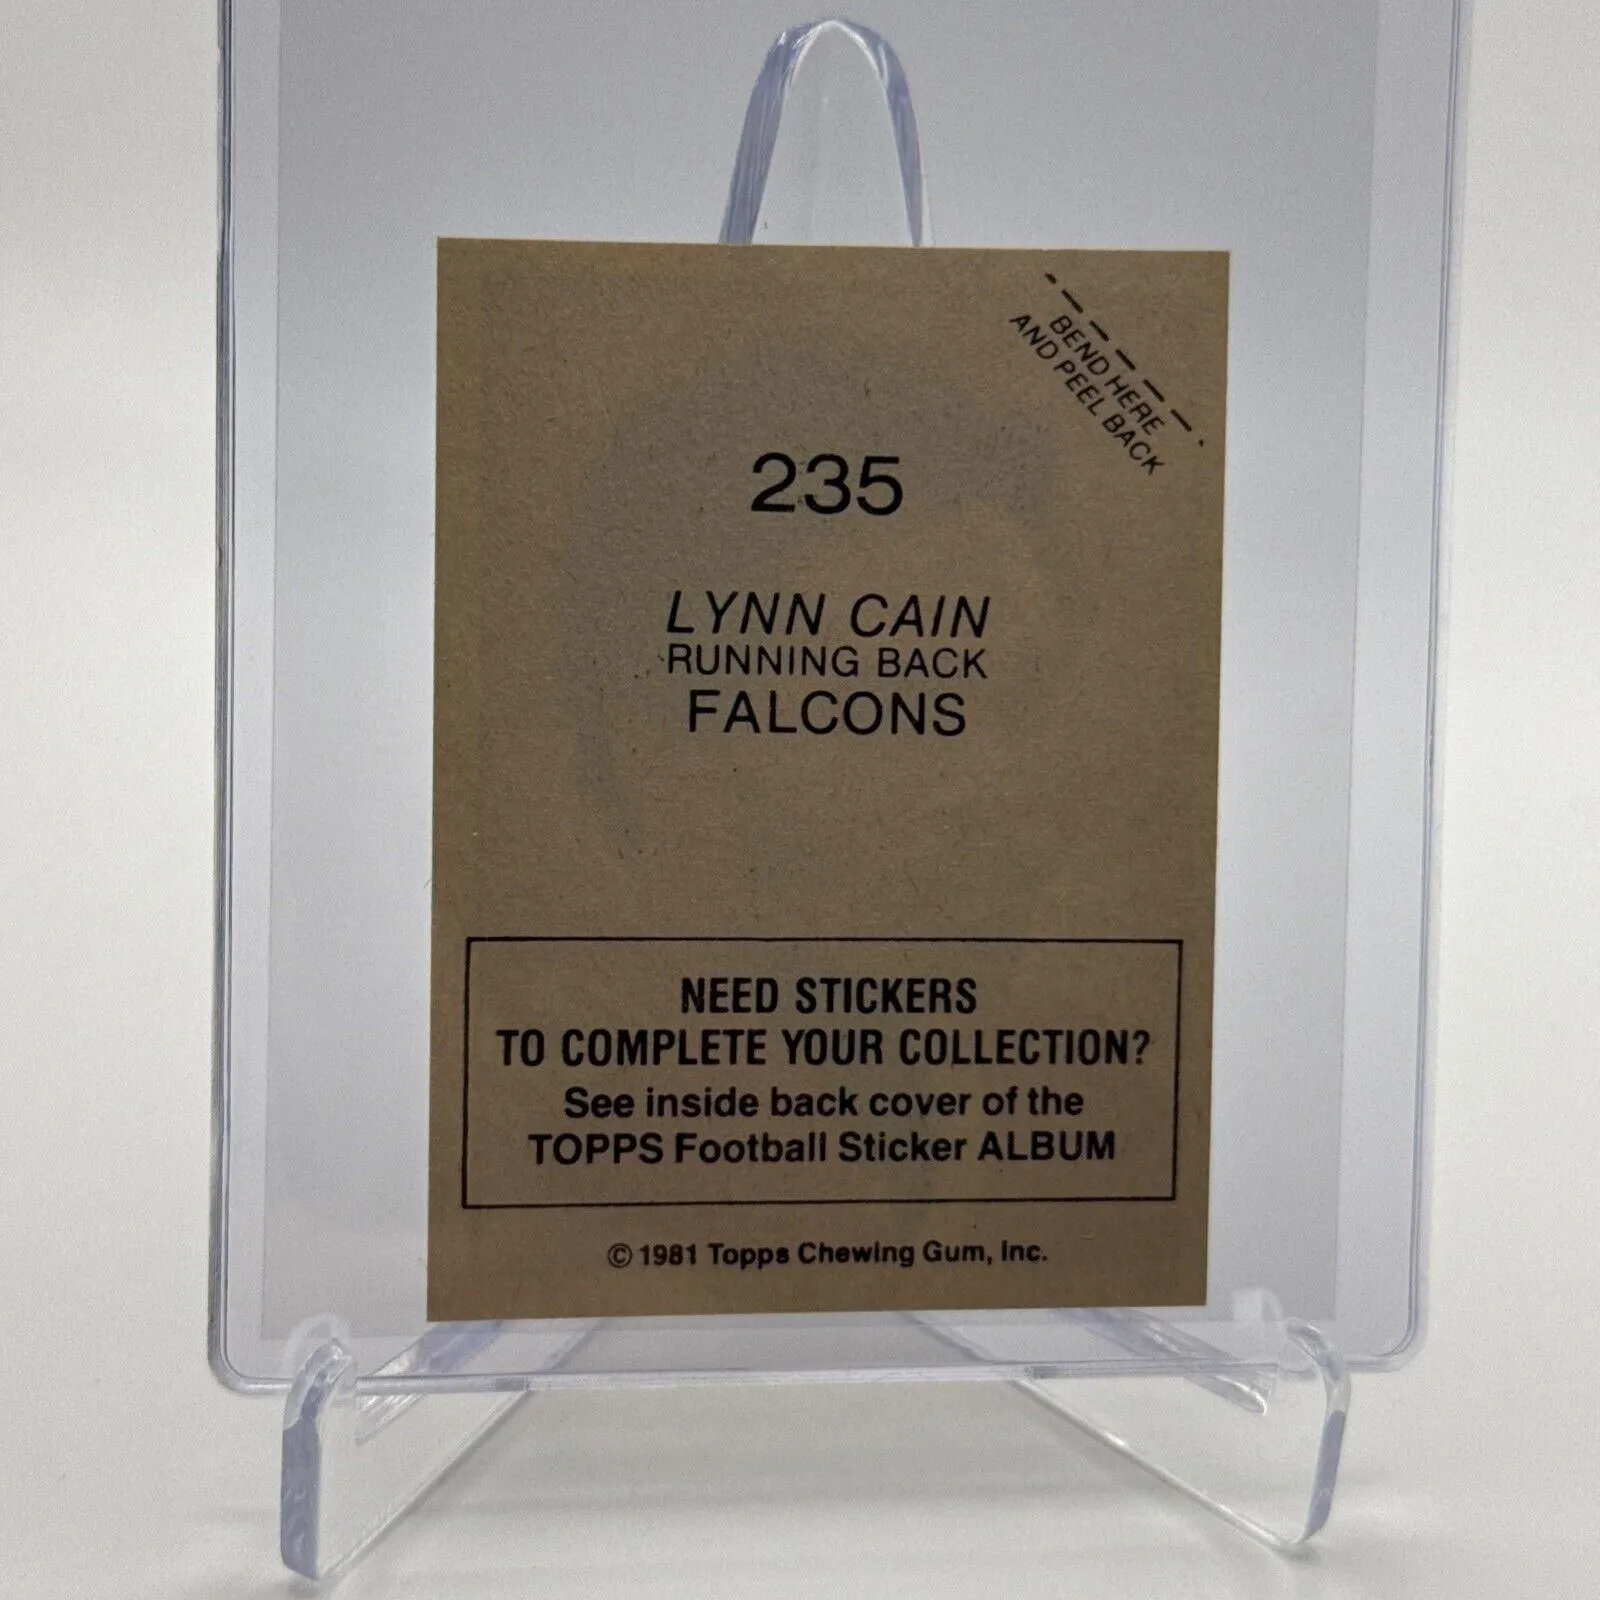 BEND HERE
AND PEEL BACK
235
LYNN CAIN
RUNNING BACK
FALCONS
NEED STICKERS
TO COMPLETE YOUR COLLECTION?
See inside back cover of the
TOPPS Football Sticker ALBUM
© 1981 Topps Chewing Gum, Inc.